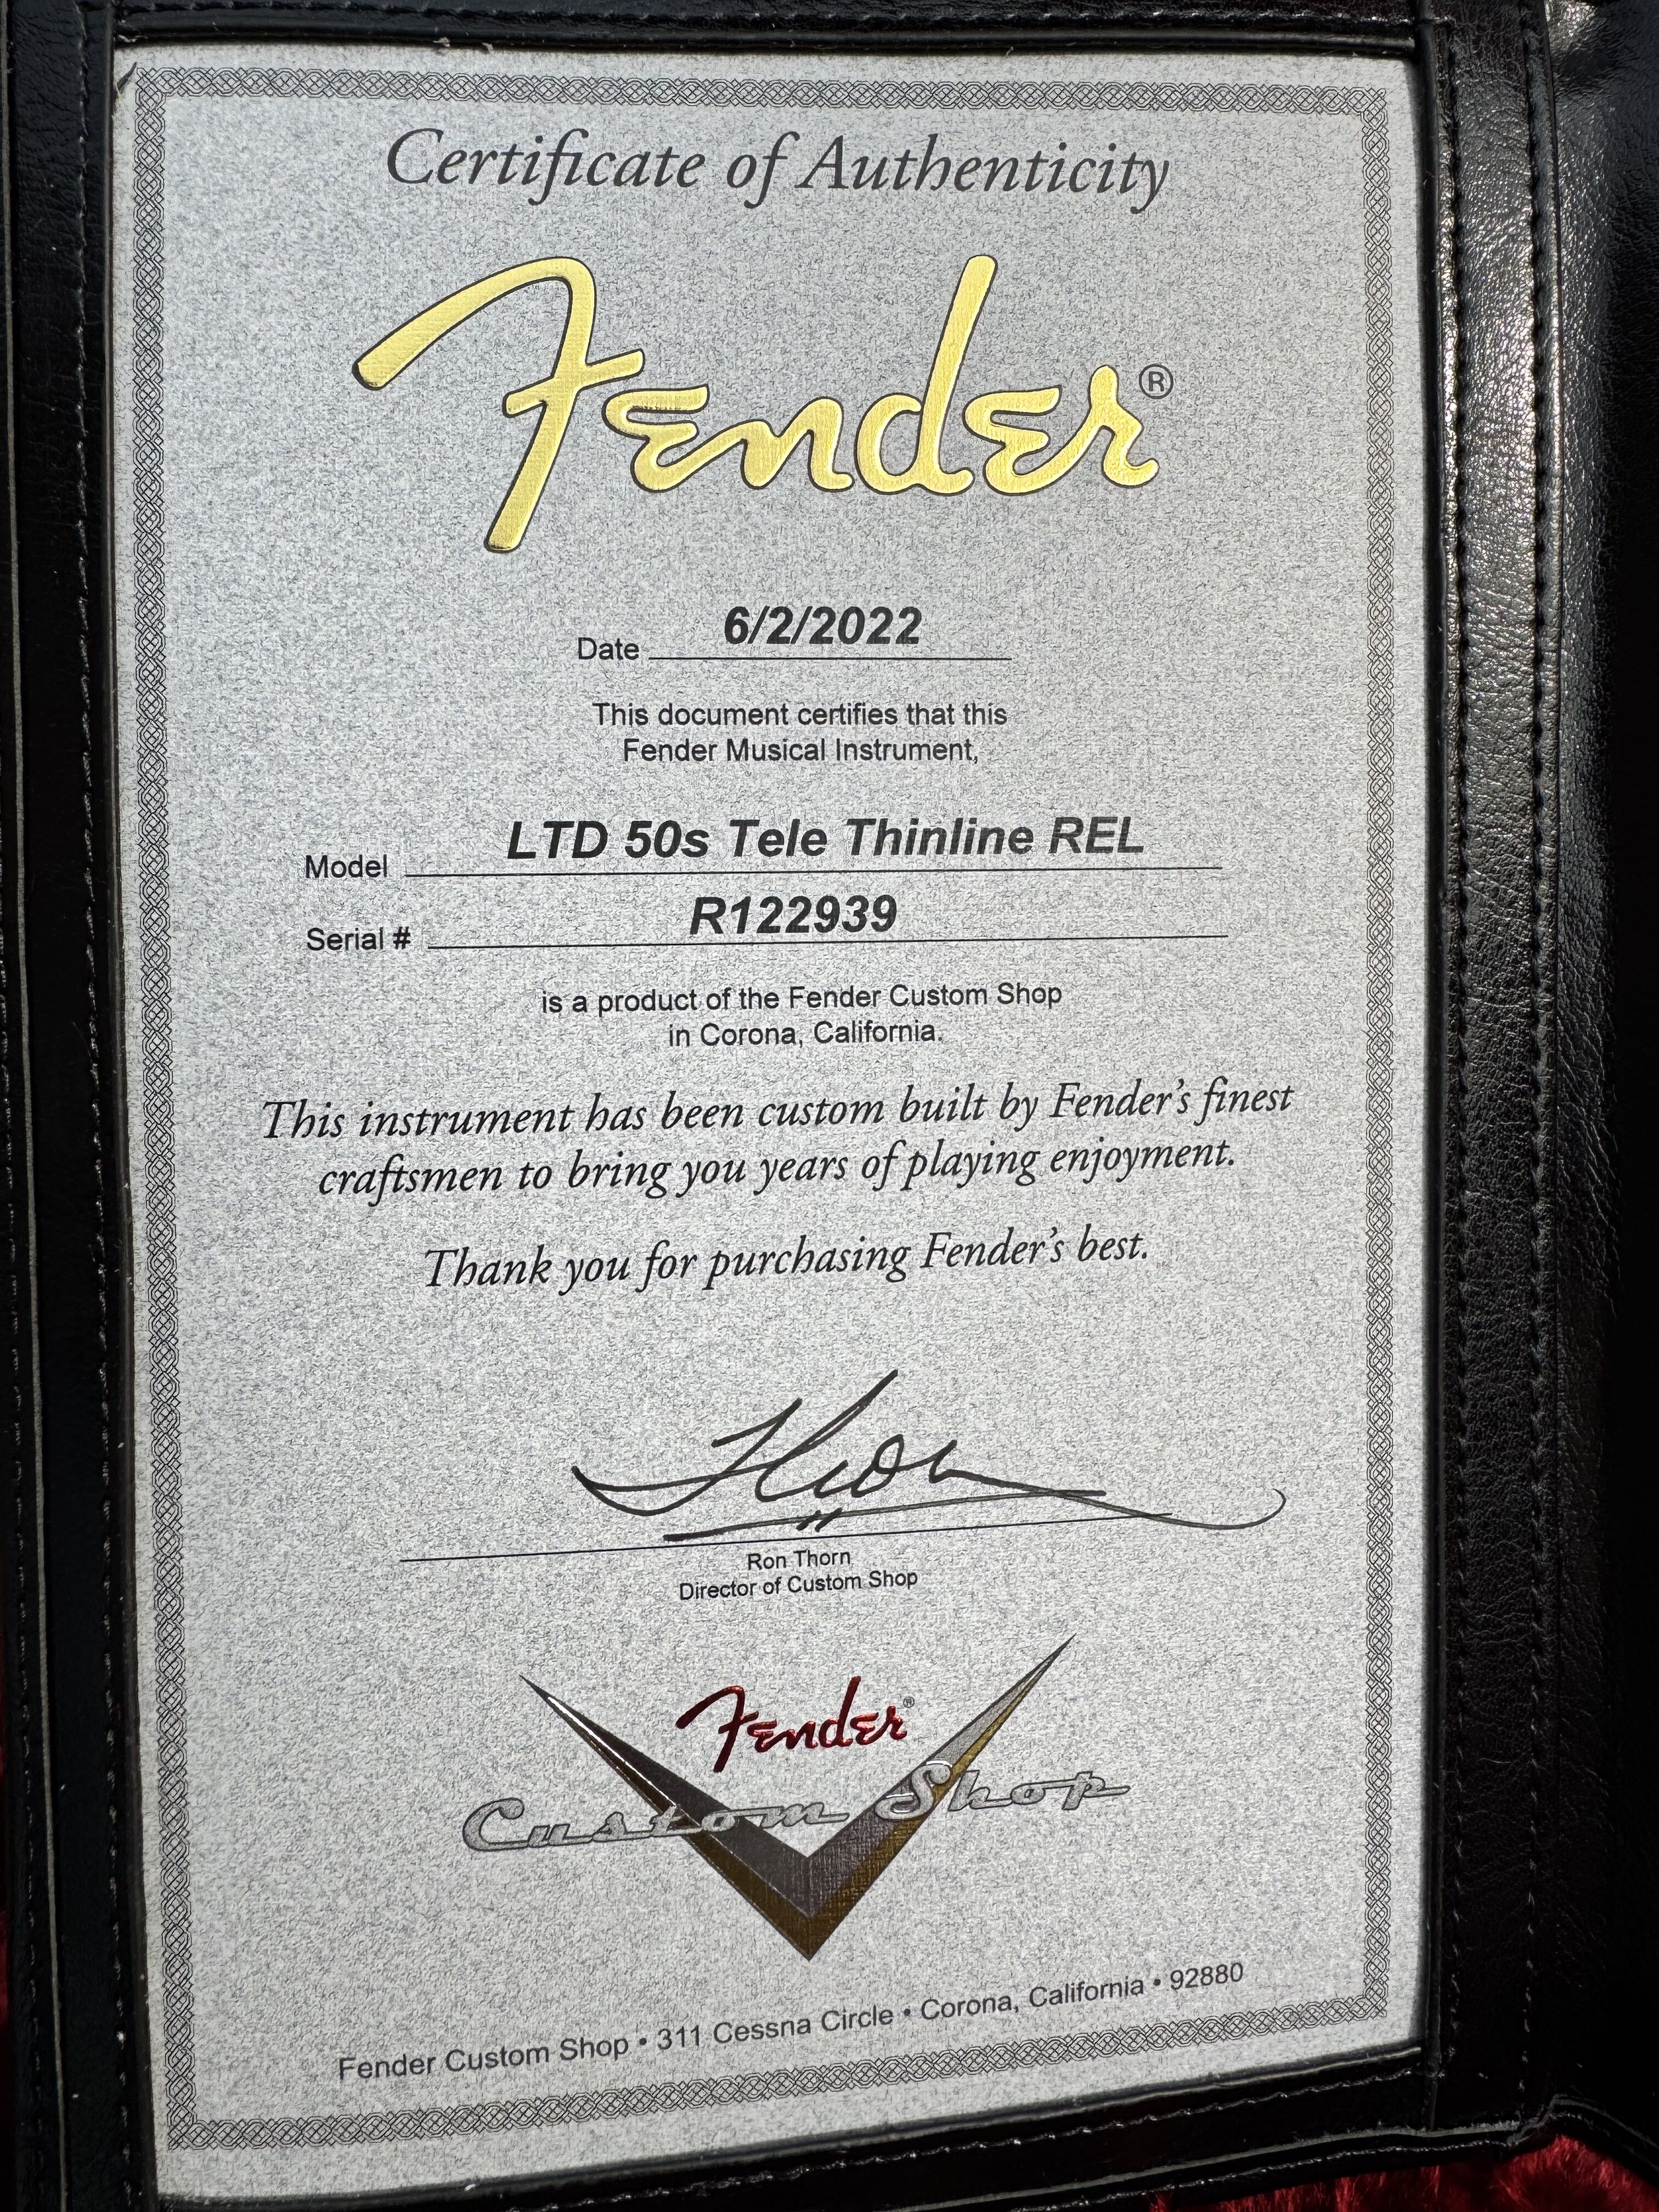 Certificate of Authenticity
Fender®
Date 6/2/2022
This document certifies that this
Fender Musical Instrument,
Model LTD 50s Tele Thinline REL
Serial # R122939
is a product of the Fender Custom Shop
in Corona, California.
This instrument has been custom built by Fender's finest
craftsmen to bring you years of playing enjoyment.
Thank you for purchasing Fender's best.
Ron Thorn
Director of Custom Shop
Fender®
Custom Shop
Fender Custom Shop • 311 Cessna Circle • Corona, California • 92880